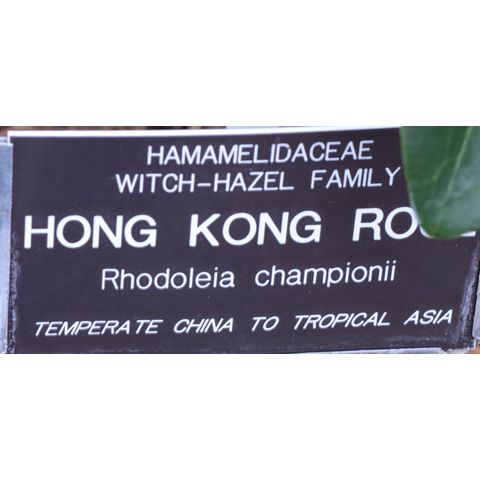 HAMAMELIDACEAE
WITCH-HAZEL FAMILY
HONG KONG
Rhodoleia championii
TEMPERATE CHINA TO TROPICAL ASIA